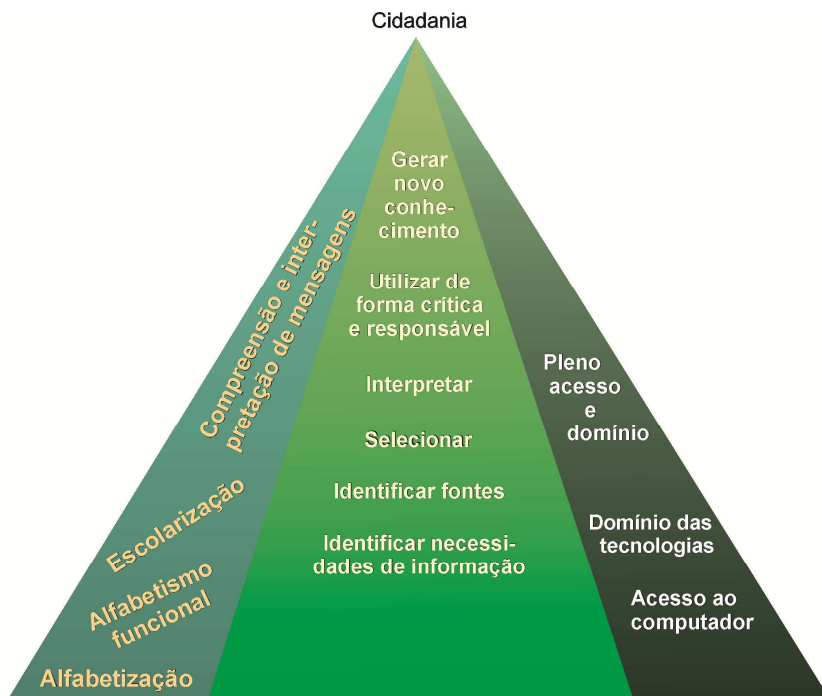 Cidadania
Compreensão e inter-
pretação de mensagens
Escolarização
Alfabetismo
funcional
Alfabetização
Gerar
novo
conhe-
cimento
Utilizar de
forma crítica
e responsável
Interpretar
Selecionar
Identificar fontes
Identificar necessi-
dades de informação
Pleno
acesso
e
domínio
Domínio das
tecnologias
Acesso ao
computador